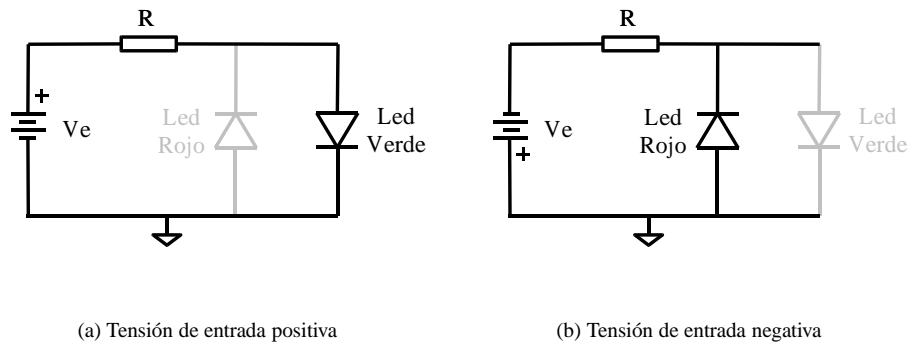 R
+
Ve
Led
Rojo
Led
Verde
(a) Tensión de entrada positiva
R
Ve
+
Led
Rojo
Led
Verde
(b) Tensión de entrada negativa